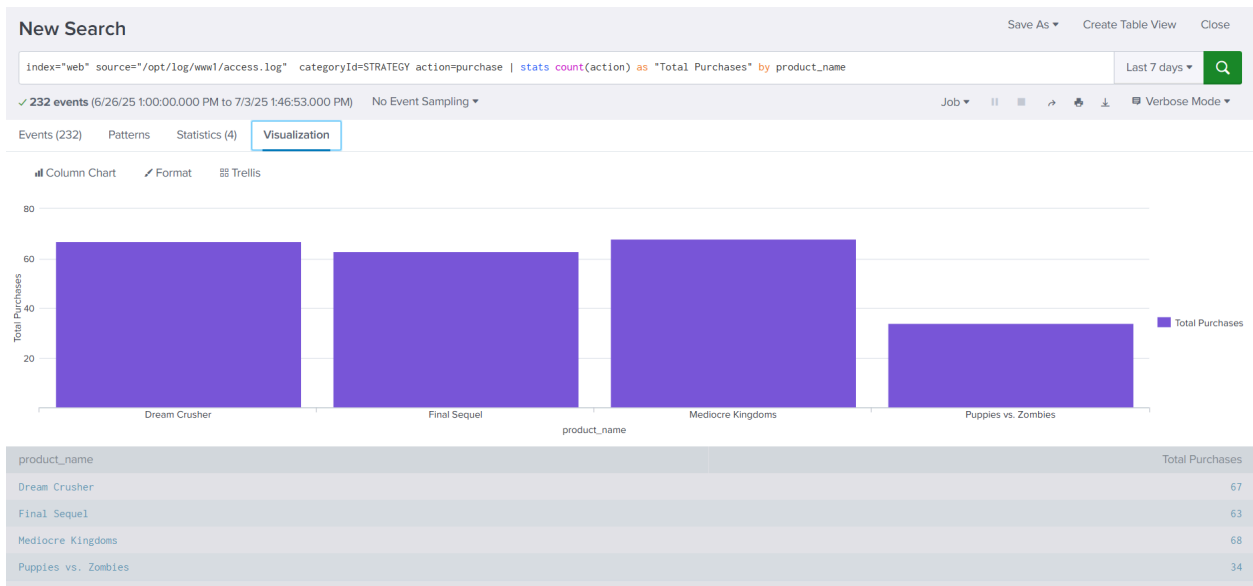 New Search
Save As ▾ Create Table View Close
index="web" source="/opt/log/www1/access.log"  categoryId=STRATEGY action=purchase | stats count(action) as "Total Purchases" by product_name
Last 7 days ▾
✓ 232 events (6/26/25 1:00:00.000 PM to 7/3/25 1:46:53.000 PM) No Event Sampling ▾
Job ▾ Verbose Mode ▾
Events (232) Patterns Statistics (4) Visualization
Column Chart Format Trellis
80
60
40
20
Total Purchases
Total Purchases
Dream Crusher Final Sequel Mediocre Kingdoms Puppies vs. Zombies
product_name
product_name Total Purchases
Dream Crusher 67
Final Sequel 63
Mediocre Kingdoms 68
Puppies vs. Zombies 34